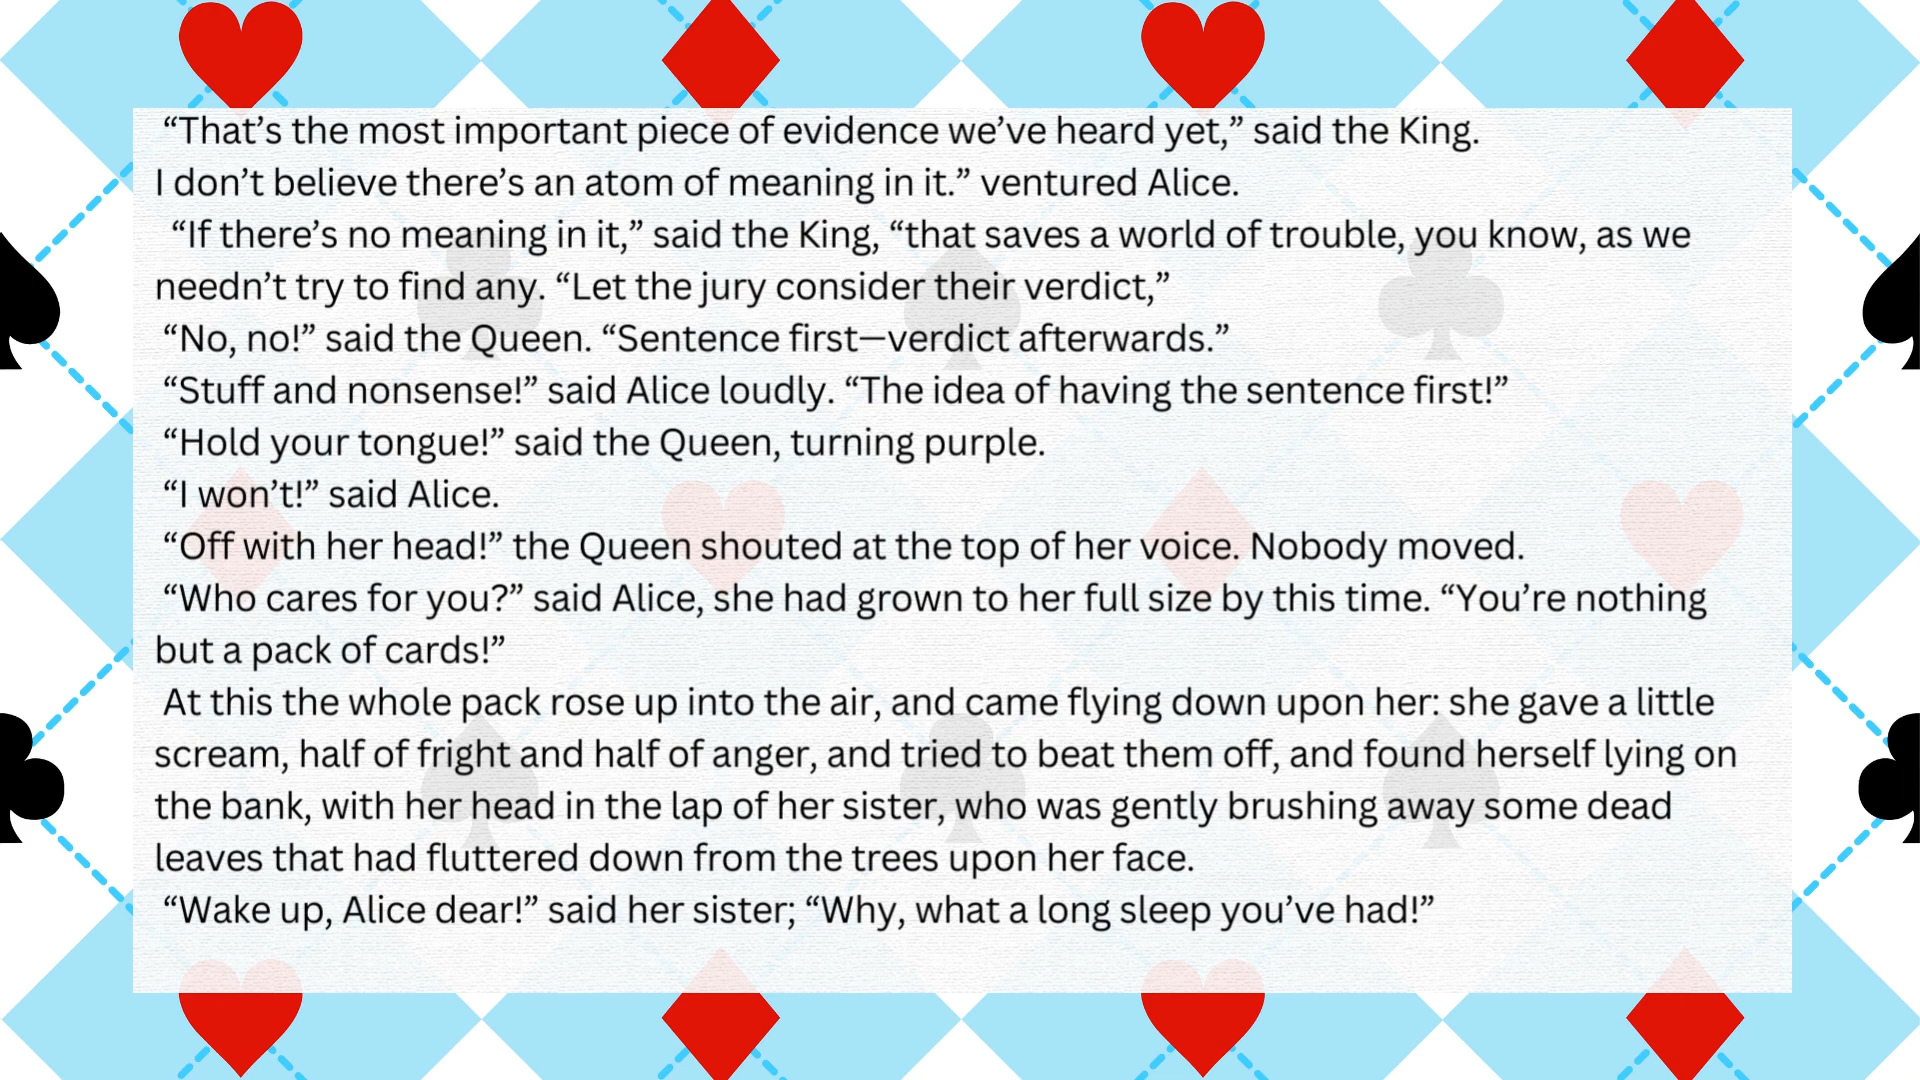 “That’s the most important piece of evidence we’ve heard yet,” said the King.
I don’t believe there’s an atom of meaning in it.” ventured Alice.
“If there’s no meaning in it,” said the King, “that saves a world of trouble, you know, as we
needn’t try to find any. “Let the jury consider their verdict,”
“No, no!” said the Queen. “Sentence first—verdict afterwards.”
“Stuff and nonsense!” said Alice loudly. “The idea of having the sentence first!”
“Hold your tongue!” said the Queen, turning purple.
“I won’t!” said Alice.
“Off with her head!” the Queen shouted at the top of her voice. Nobody moved.
“Who cares for you?” said Alice, she had grown to her full size by this time. “You’re nothing
but a pack of cards!”
At this the whole pack rose up into the air, and came flying down upon her: she gave a little
scream, half of fright and half of anger, and tried to beat them off, and found herself lying on
the bank, with her head in the lap of her sister, who was gently brushing away some dead
leaves that had fluttered down from the trees upon her face.
“Wake up, Alice dear!” said her sister; “Why, what a long sleep you’ve had!”